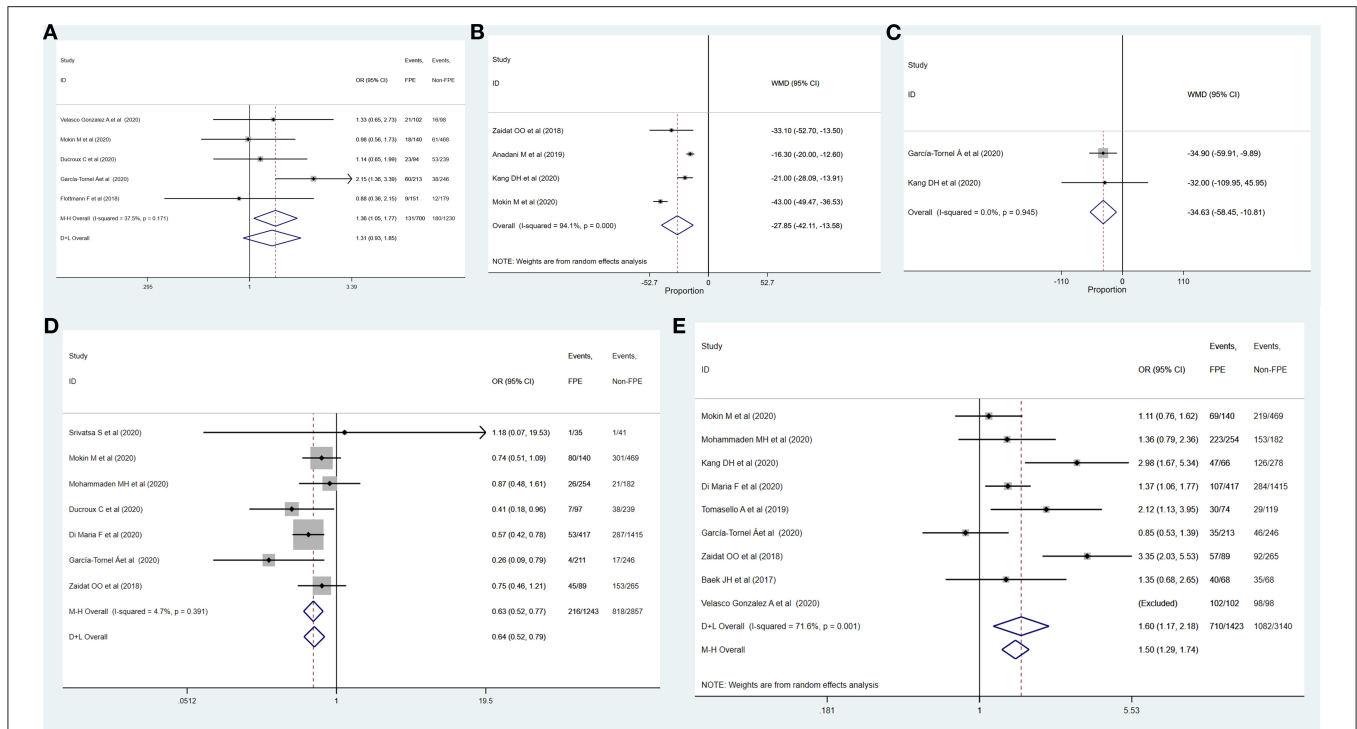 A
Study Events, Events,
ID OR (95% CI) FPE Non-FPE
Velasco Gonzalez A et al (2020) 1.33 (0.65, 2.73) 21/102 16/98
Mokin M et al (2020) 0.98 (0.56, 1.73) 18/140 61/468
Ducroux C et al (2020) 1.14 (0.65, 1.99) 23/94 53/239
García-Tornel Áet al (2020) 2.15 (1.36, 3.39) 60/213 38/246
Flottmann F et al (2018) 0.88 (0.36, 2.15) 9/151 12/179
M-H Overall (I-squared = 37.5%, p = 0.171) 1.36 (1.05, 1.77) 131/700 180/1230
D+L Overall 1.31 (0.93, 1.85)
.295 1 3.39
B
Study
ID WMD (95% CI)
Zaidat OO et al (2018) -33.10 (-52.70, -13.50)
Anadani M et al (2019) -16.30 (-20.00, -12.60)
Kang DH et al (2020) -21.00 (-28.09, -13.91)
Mokin M et al (2020) -43.00 (-49.47, -36.53)
Overall (I-squared = 94.1%, p = 0.000) -27.85 (-42.11, -13.58)
NOTE: Weights are from random effects analysis
-52.7 0 52.7
Proportion
C
Study
ID WMD (95% CI)
García-Tornel Á et al (2020) -34.90 (-59.91, -9.89)
Kang DH et al (2020) -32.00 (-109.95, 45.95)
Overall (I-squared = 0.0%, p = 0.945) -34.63 (-58.45, -10.81)
-110 0 110
Proportion
D
Study Events, Events,
ID OR (95% CI) FPE Non-FPE
Srivatsa S et al (2020) 1.18 (0.07, 19.53) 1/35 1/41
Mokin M et al (2020) 0.74 (0.51, 1.09) 80/140 301/469
Mohammaden MH et al (2020) 0.87 (0.48, 1.61) 26/254 21/182
Ducroux C et al (2020) 0.41 (0.18, 0.96) 7/97 38/239
Di Maria F et al (2020) 0.57 (0.42, 0.78) 53/417 287/1415
García-Tornel Áet al (2020) 0.26 (0.09, 0.79) 4/211 17/246
Zaidat OO et al (2018) 0.75 (0.46, 1.21) 45/89 153/265
M-H Overall (I-squared = 4.7%, p = 0.391) 0.63 (0.52, 0.77) 216/1243 818/2857
D+L Overall 0.64 (0.52, 0.79)
.0512 1 19.5
E
Study Events, Events,
ID OR (95% CI) FPE Non-FPE
Mokin M et al (2020) 1.11 (0.76, 1.62) 69/140 219/469
Mohammaden MH et al (2020) 1.36 (0.79, 2.36) 223/254 153/182
Kang DH et al (2020) 2.98 (1.67, 5.34) 47/66 126/278
Di Maria F et al (2020) 1.37 (1.06, 1.77) 107/417 284/1415
Tomasello A et al (2019) 2.12 (1.13, 3.95) 30/74 29/119
García-Tornel Áet al (2020) 0.85 (0.53, 1.39) 35/213 46/246
Zaidat OO et al (2018) 3.35 (2.03, 5.53) 57/89 92/265
Baek JH et al (2017) 1.35 (0.68, 2.65) 40/68 35/68
Velasco Gonzalez A et al (2020) (Excluded) 102/102 98/98
D+L Overall (I-squared = 71.6%, p = 0.001) 1.60 (1.17, 2.18) 710/1423 1082/3140
M-H Overall 1.50 (1.29, 1.74)
NOTE: Weights are from random effects analysis
.181 1 5.53